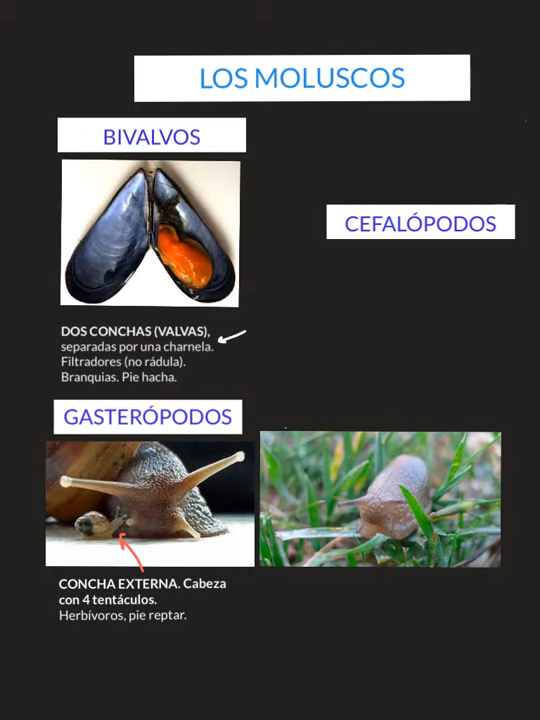 LOS MOLUSCOS
BIVALVOS
CEFALÓPODOS
DOS CONCHAS (VALVAS),
separadas por una charnela.
Filtradores (no rádula).
Branquias. Pie hacha.
GASTERÓPODOS
CONCHA EXTERNA. Cabeza
con 4 tentáculos.
Herbívoros, pie reptar.